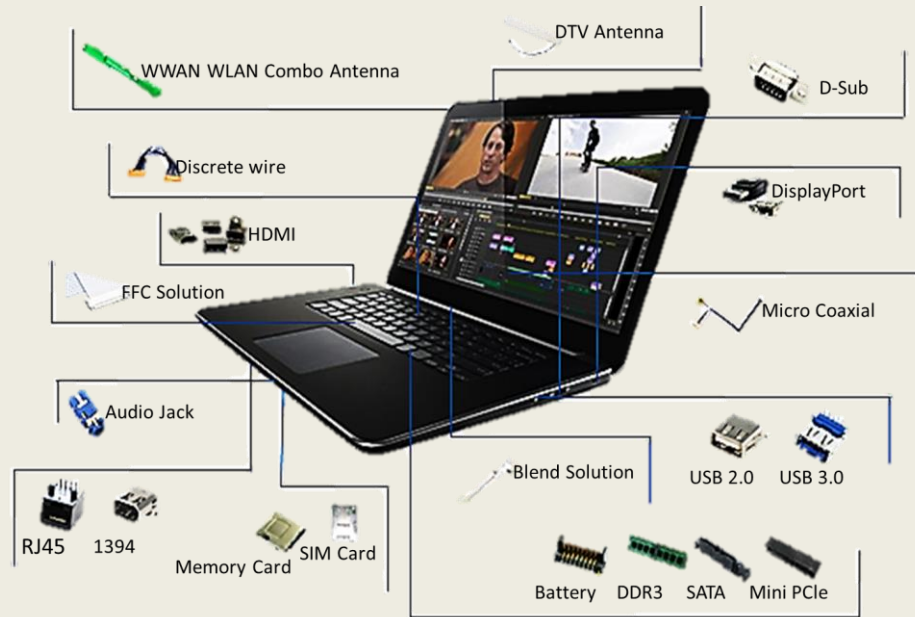 DTV Antenna
WWAN WLAN Combo Antenna
D-Sub
Discrete wire
DisplayPort
HDMI
FFC Solution
Micro Coaxial
Audio Jack
Blend Solution
USB 2.0
USB 3.0
RJ45
1394
Memory Card
SIM Card
Battery
DDR3
SATA
Mini PCle